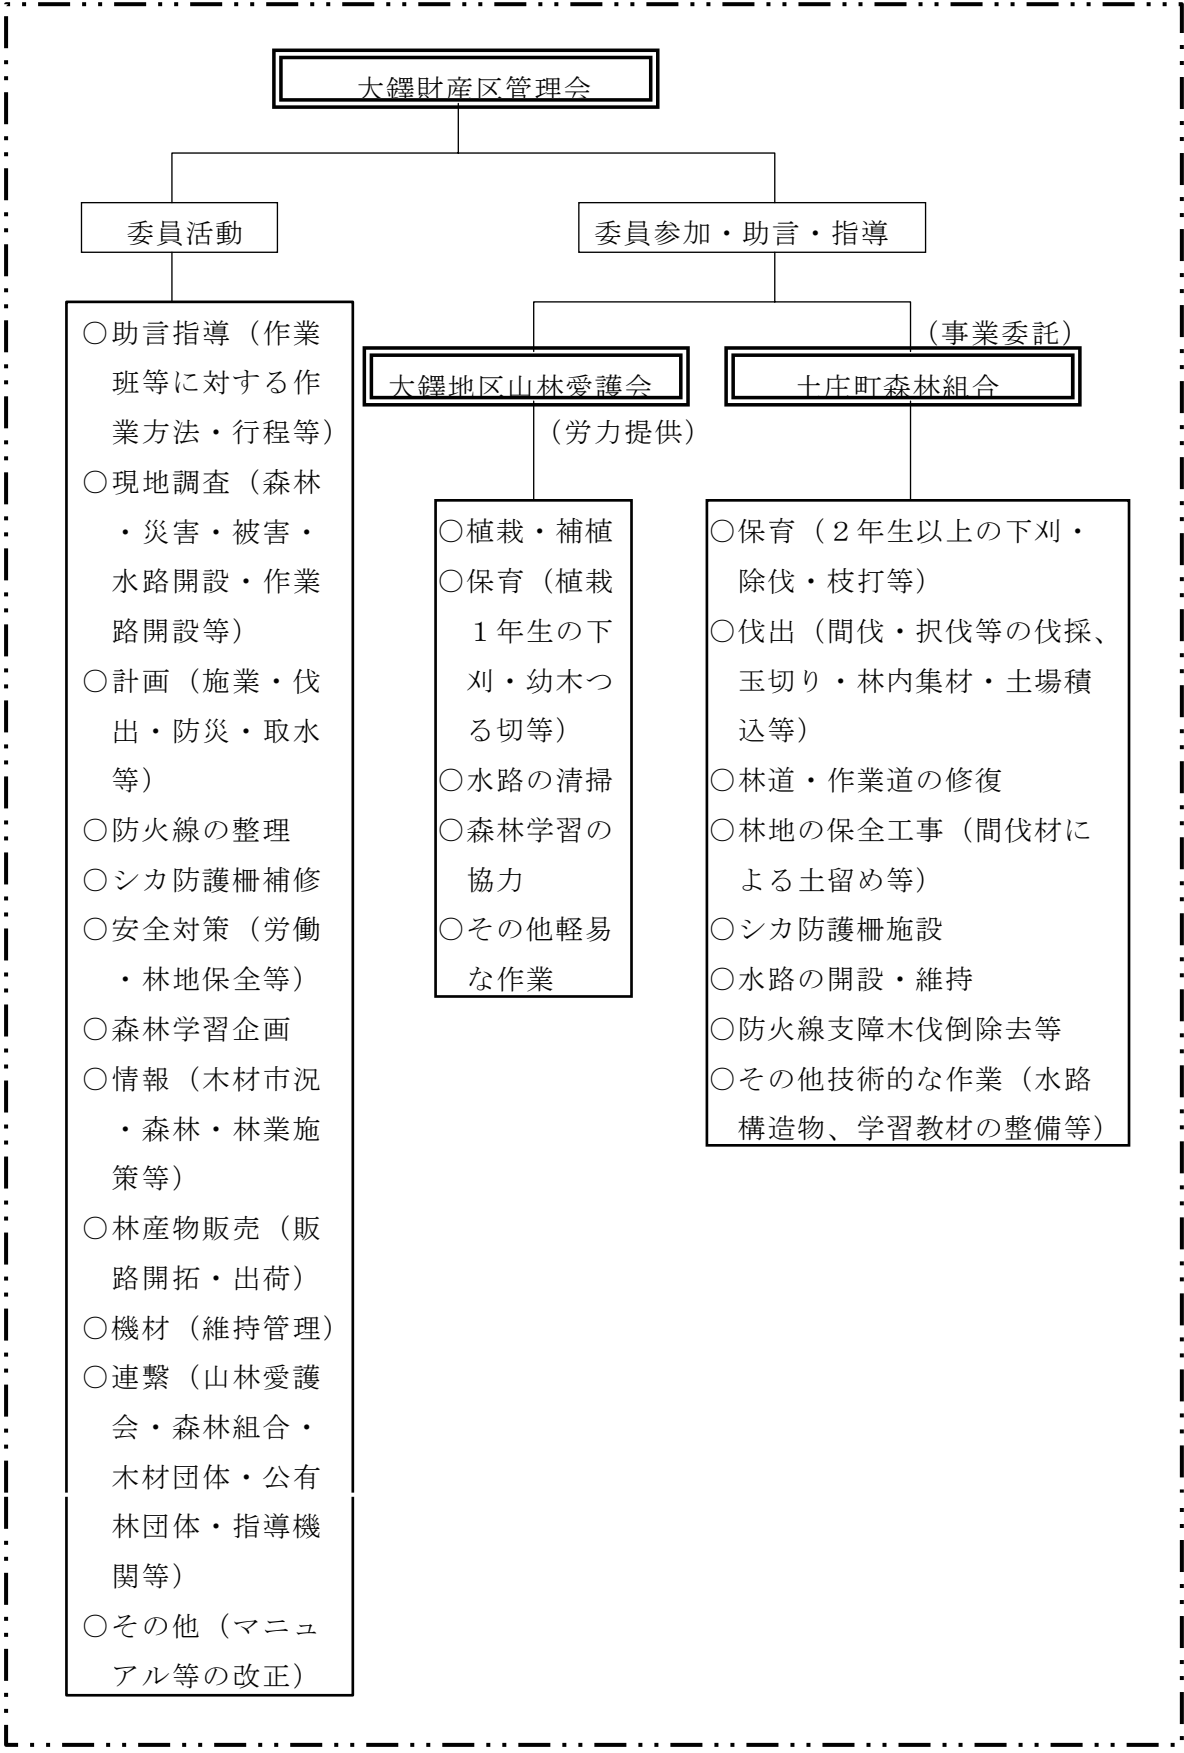 大鐸財産区管理会
委員活動
委員参加・助言・指導
○助言指導（作業
班等に対する作
業方法・行程等）
○現地調査（森林
・災害・被害・
水路開設・作業
路開設等）
○計画（施業・伐
出・防災・取水
等）
○防火線の整理
○シカ防護柵補修
○安全対策（労働
・林地保全等）
○森林学習企画
○情報（木材市況
・森林・林業施
策等）
○林産物販売（販
路開拓・出荷）
○機材（維持管理）
○連繋（山林愛護
会・森林組合・
木材団体・公有
林団体・指導機
関等）
○その他（マニュ
アル等の改正）
大鐸地区山林愛護会
（労力提供）
○植栽・補植
○保育（植栽
１年生の下
刈・幼木つ
る切等）
○水路の清掃
○森林学習の
協力
○その他軽易
な作業
（事業委託）
土庄町森林組合
○保育（２年生以上の下刈・
除伐・枝打等）
○伐出（間伐・択伐等の伐採、
玉切り・林内集材・土場積
込等）
○林道・作業道の修復
○林地の保全工事（間伐材に
よる土留め等）
○シカ防護柵施設
○水路の開設・維持
○防火線支障木伐倒除去等
○その他技術的な作業（水路
構造物、学習教材の整備等）